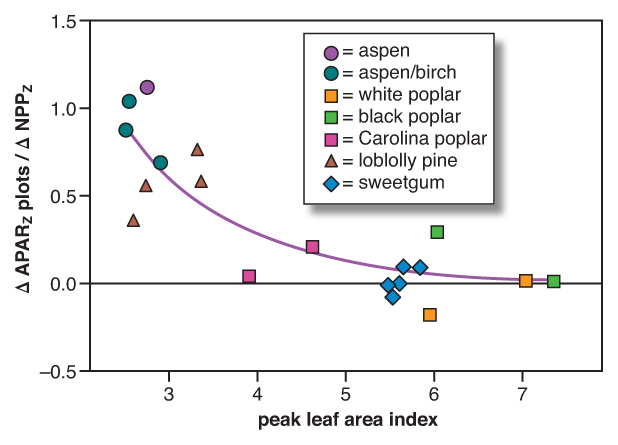 1.5
1.0
0.5
0.0
–0.5
Δ APARZ plots / Δ NPPZ
= aspen
= aspen/birch
= white poplar
= black poplar
= Carolina poplar
= loblolly pine
= sweetgum
3 4 5 6 7
peak leaf area index